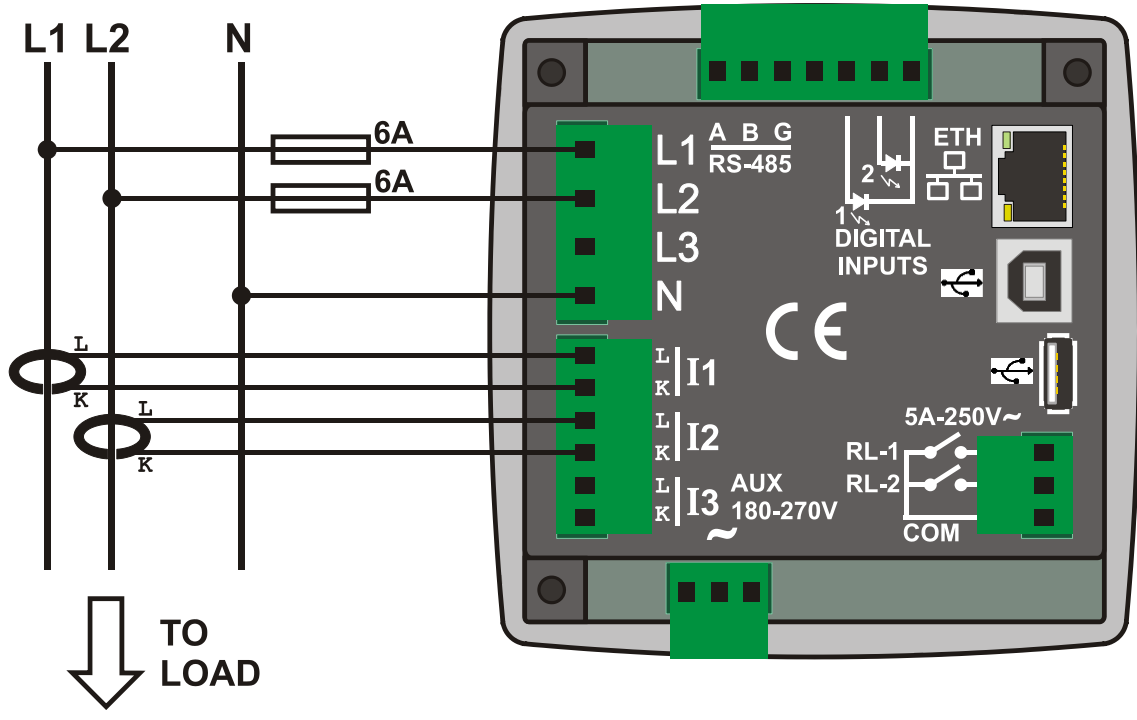 L1 L2 N
6A
6A
L1
L2
L3
N
A B G
RS-485
2
1
DIGITAL
INPUTS
ETH
CE
L
K
L
K
L
K
I1
L
K
I2
L
K
I3
AUX
180-270V
~
5A-250V~
RL-1
RL-2
COM
TO
LOAD